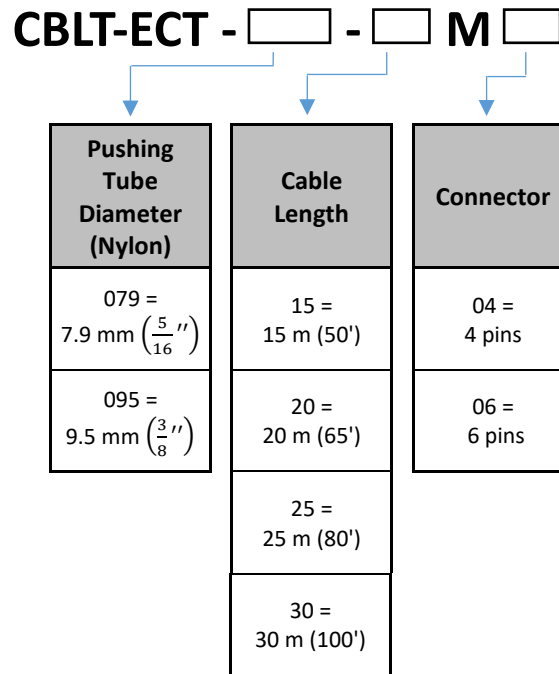 CBLT-ECT - - M
Pushing
Tube
Diameter
(Nylon)
079 =
7.9 mm (5/16″)
095 =
9.5 mm (3/8″)
Cable
Length
15 =
15 m (50')
20 =
20 m (65')
25 =
25 m (80')
30 =
30 m (100')
Connector
04 =
4 pins
06 =
6 pins